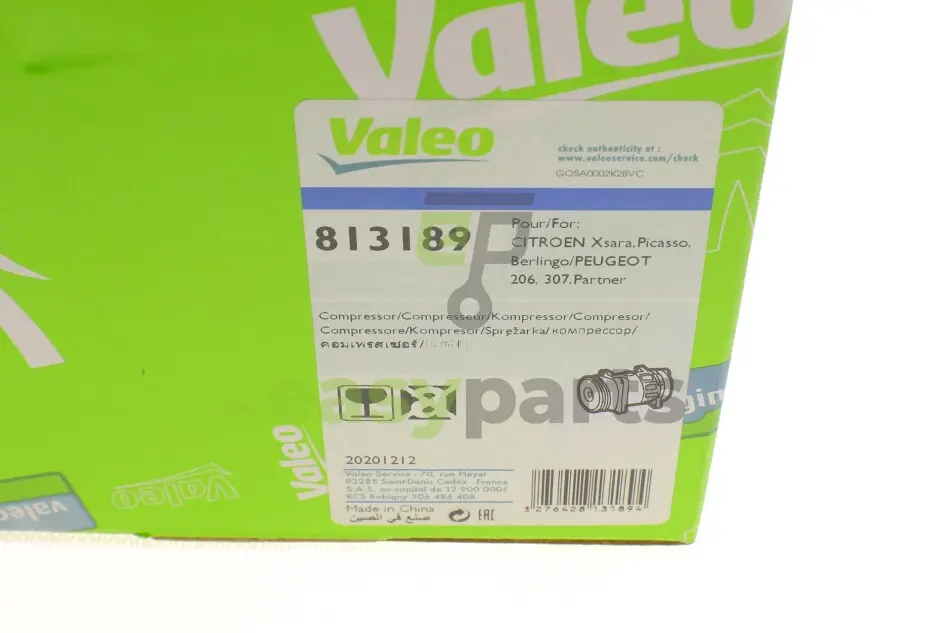 Valeo
Valeo
check authenticity at :
www.valeoservice.com/check
GOSA0002K28VC
813189
Pour/For:
CITROEN Xsara,Picasso,
Berlingo/PEUGEOT
206, 307,Partner
Compressor/Compresseur/Kompressor/Compresor/
Compressore/Kompresör/Sprężarka/компрессор/
คอมเพรสเซอร์/
easyparts
20201212
Valeo Service - 70, rue Pleyel
93285 Saint-Denis Cedex - France
S.A.S. au capital de 12 900 000€
RCS Bobigny 306 486 408
Made in China
صنع في الصين
EAC
3 276428 131894
Valeo
Valeo
valeo